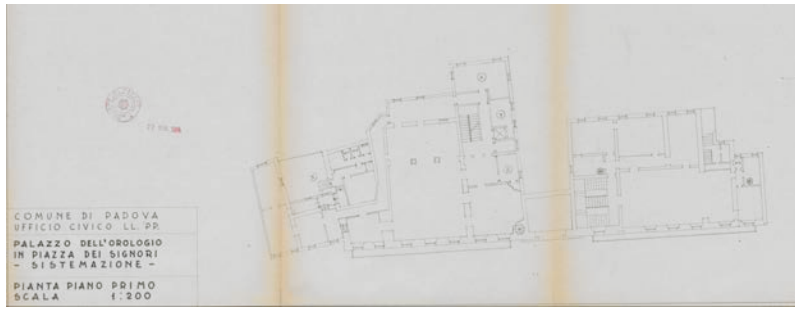 COMUNE DI PADOVA
UFFICIO CIVICO LL. PP.
PALAZZO DELL'OROLOGIO
IN PIAZZA DEI SIGNORI
- SISTEMAZIONE -
PIANTA PIANO PRIMO
SCALA 1:200